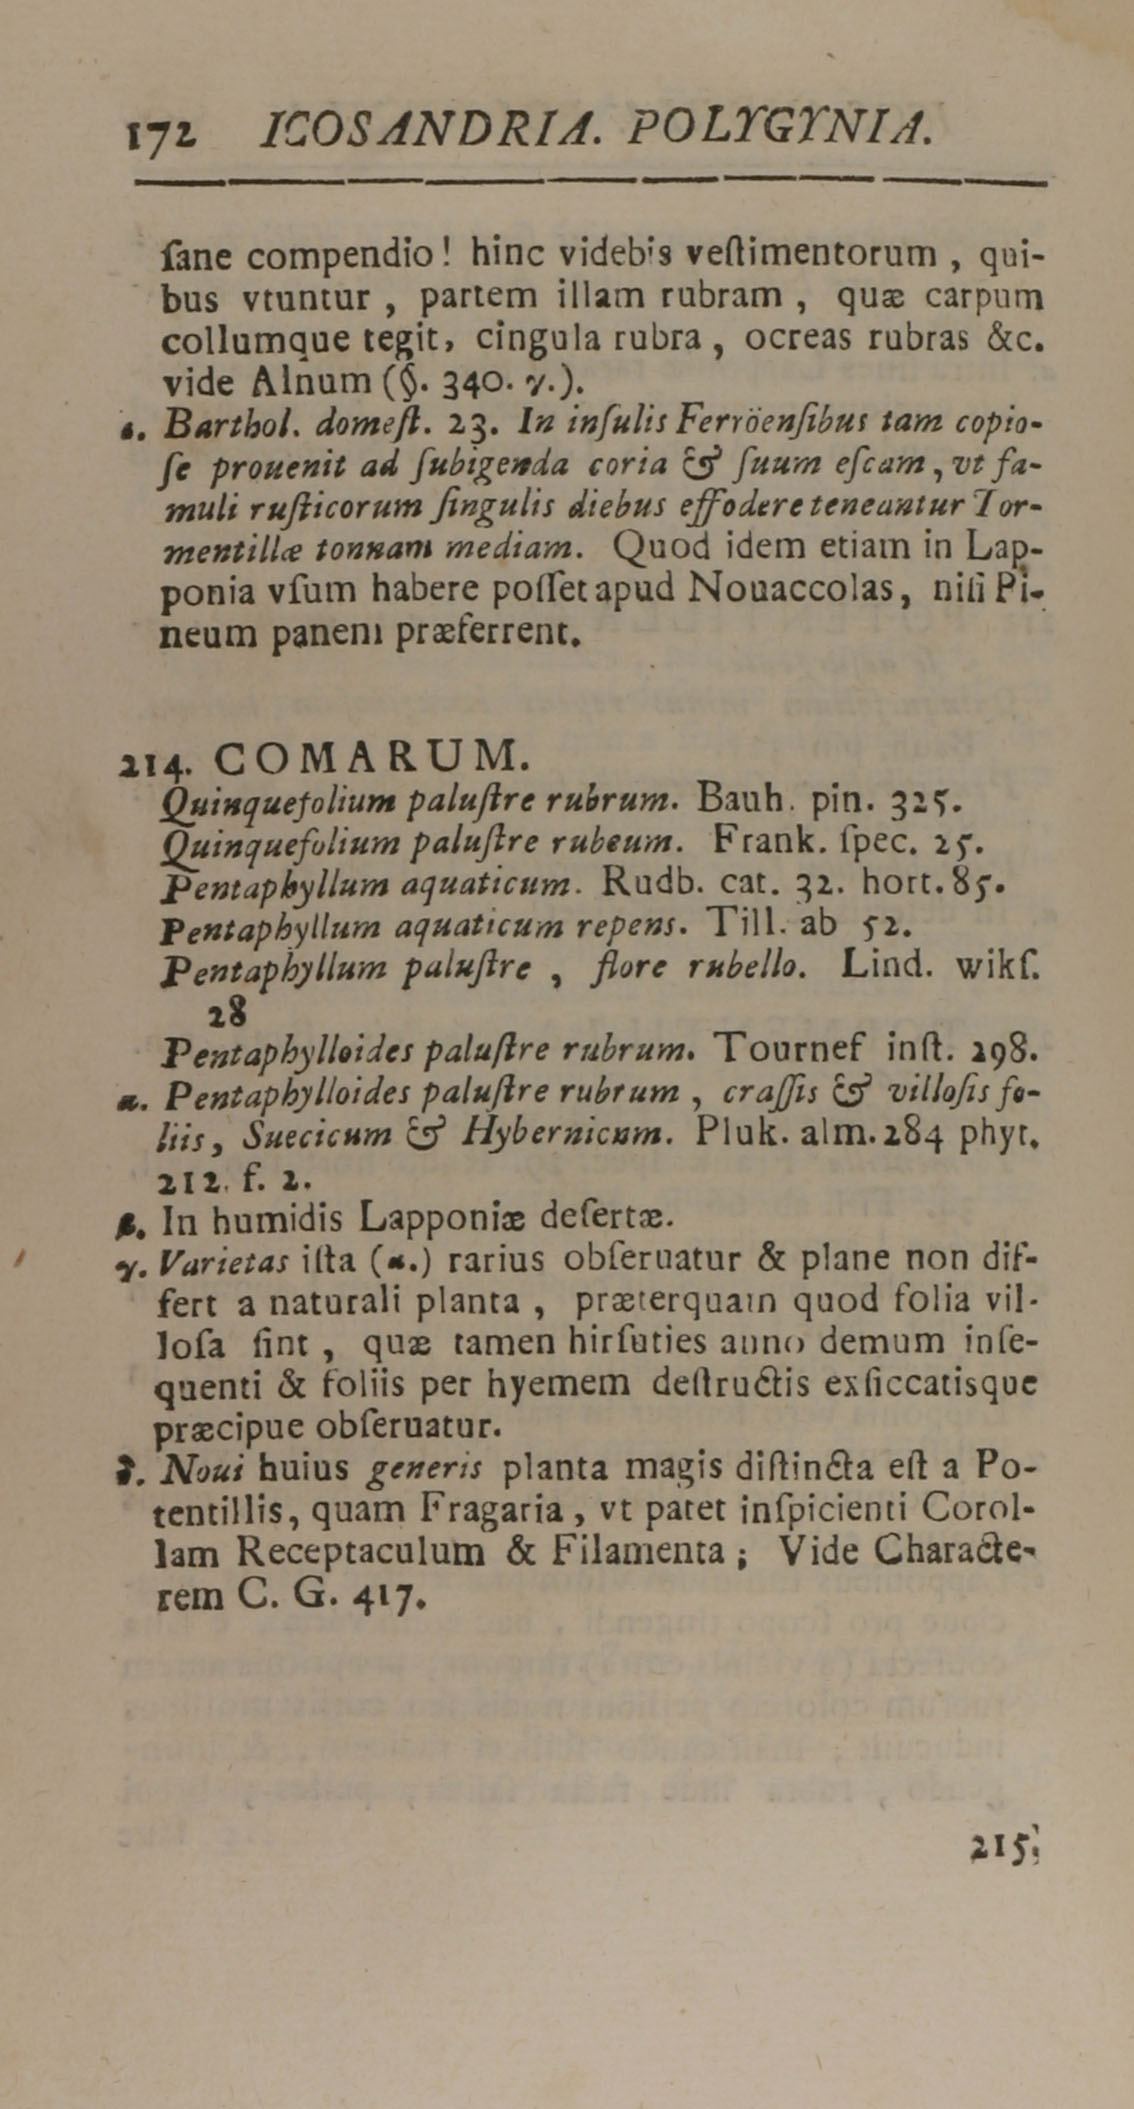 172 ICOSANDRIA. POLYGYNIA.
ſane compendio! hinc videbis veſtimentorum, qui-
bus vtuntur, partem illam rubram, quæ carpum
collumque tegit, cingula rubra, ocreas rubras &c.
vide Alnum (§. 340. γ.).
ε. Barthol. domeſt. 23. In inſulis Ferröenſibus tam copio-
ſe prouenit ad ſubigenda coria & ſuum eſcam, vt fa-
muli ruſticorum ſingulis diebus effodere teneantur Tor-
mentillæ tonnam mediam. Quod idem etiam in Lap-
ponia vſum habere poſſet apud Nouaccolas, niſi Pi-
neum panem præferrent.
214. COMARUM.
Quinquefolium paluſtre rubrum. Bauh. pin. 325.
Quinquefolium paluſtre rubeum. Frank. ſpec. 25.
Pentaphyllum aquaticum. Rudb. cat. 32. hort. 85.
Pentaphyllum aquaticum repens. Till. ab 52.
Pentaphyllum paluſtre, flore rubello. Lind. wikſ.
28
Pentaphylloides paluſtre rubrum. Tournef inſt. 298.
α. Pentaphylloides paluſtre rubrum, craſſis & villoſis fo-
liis, Suecicum & Hybernicum. Pluk. alm. 284 phyt.
212. f. 2.
β. In humidis Lapponiæ deſertæ.
γ. Varietas iſta (α.) rarius obſeruatur & plane non dif-
fert a naturali planta, præterquam quod folia vil-
loſa ſint, quæ tamen hirſuties anno demum inſe-
quenti & foliis per hyemem deſtructis exſiccatisque
præcipue obſeruatur.
δ. Noui huius generis planta magis diſtincta eſt a Po-
tentillis, quam Fragaria, vt patet inſpicienti Corol-
lam Receptaculum & Filamenta; Vide Characte-
rem C. G. 417.
215.